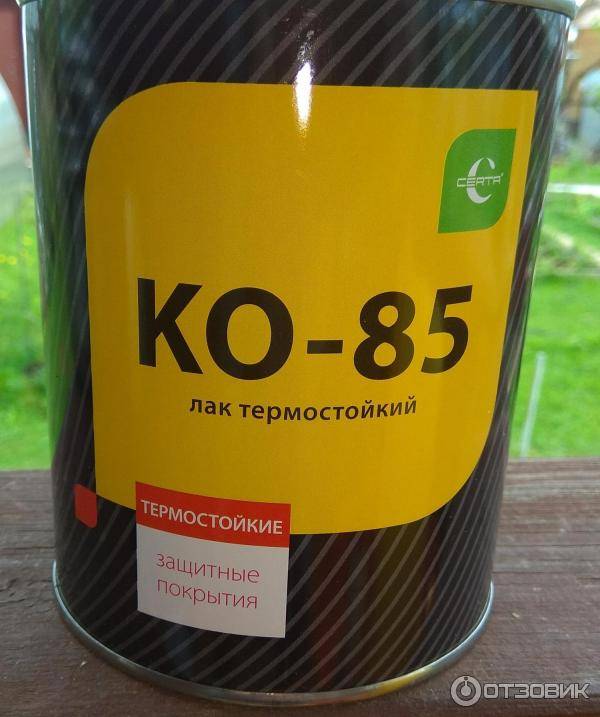 CERTA
КО-85
лак термостойкий
ТЕРМОСТОЙКИЕ
защитные
покрытия
ОТЗОВИК